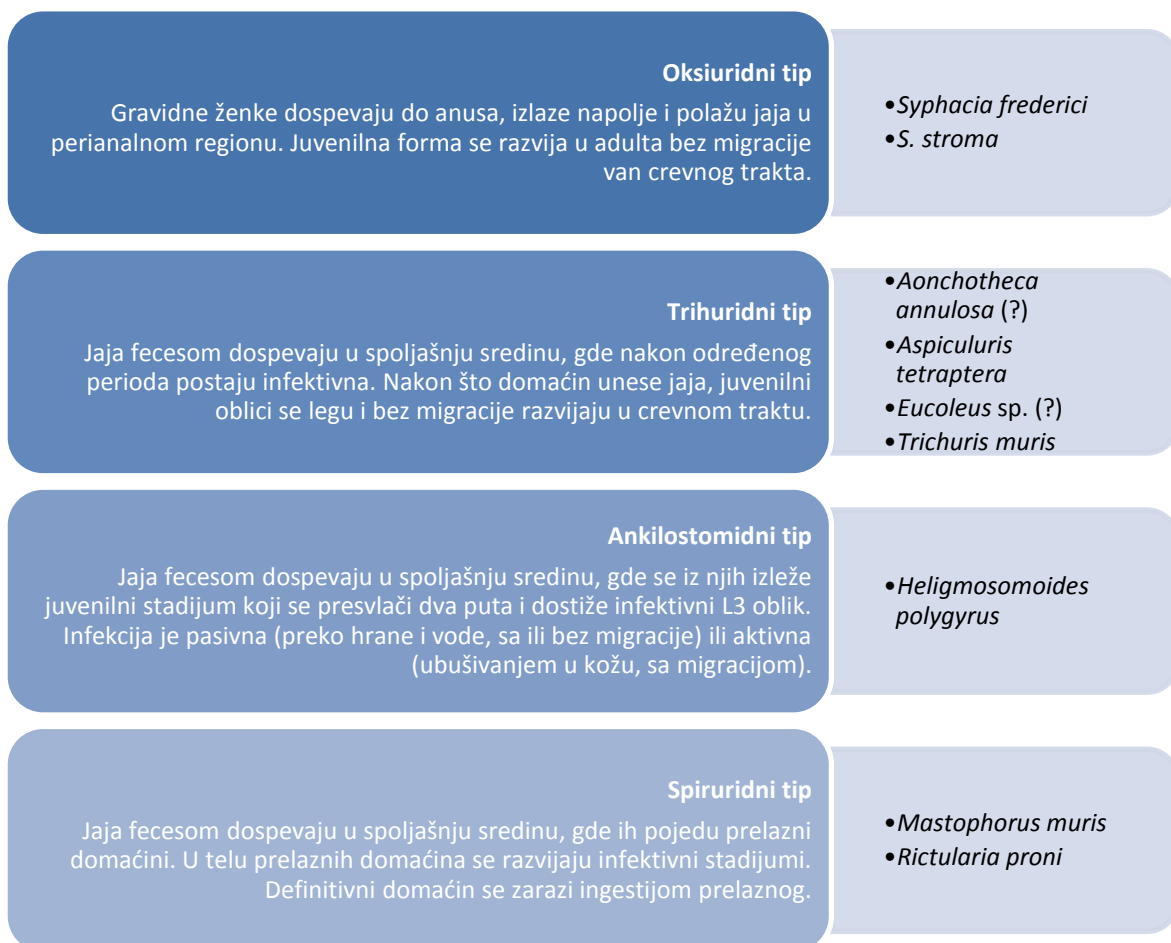 Oksiuridni tip
Gravidne ženke dospevaju do anusa, izlaze napolje i polažu jaja u
perianalnom regionu. Juvenilna forma se razvija u adulta bez migracije
van crevnog trakta.
•Syphacia frederici
•S. stroma
Trihuridni tip
Jaja fecesom dospevaju u spoljašnju sredinu, gde nakon određenog
perioda postaju infektivna. Nakon što domaćin unese jaja, juvenilni
oblici se legu i bez migracije razvijaju u crevnom traktu.
•Aonchotheca
annulosa (?)
•Aspiculuris
tetraptera
•Eucoleus sp. (?)
•Trichuris muris
Ankilostomidni tip
Jaja fecesom dospevaju u spoljašnju sredinu, gde se iz njih izleže
juvenilni stadijum koji se presvlači dva puta i dostiže infektivni L3 oblik.
Infekcija je pasivna (preko hrane i vode, sa ili bez migracije) ili aktivna
(ubušivanjem u kožu, sa migracijom).
•Heligmosomoides
polygyrus
Spiruridni tip
Jaja fecesom dospevaju u spoljašnju sredinu, gde ih pojedu prelazni
domaćini. U telu prelaznih domaćina se razvijaju infektivni stadijumi.
Definitivni domaćin se zarazi ingestijom prelaznog.
•Mastophorus muris
•Rictularia proni